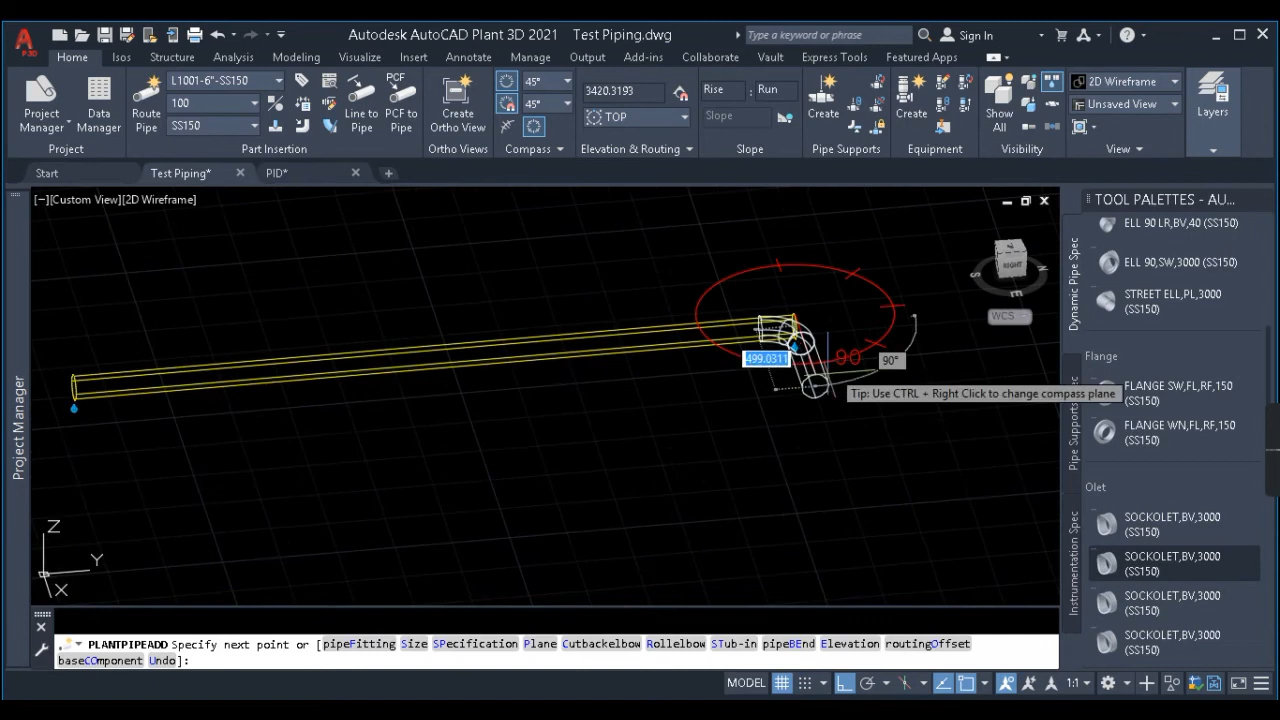 Autodesk AutoCAD Plant 3D 2021 Test Piping.dwg
Type a keyword or phrase
Sign In
P3D
Home Isos Structure Analysis Modeling Visualize Insert Annotate Manage Output Collaborate Vault Add-ins Express Tools Featured Apps
Project Manager
Data Manager
Project
Route Pipe
L1001-6"-SS150
100
SS150
Line to Pipe
PCF to Pipe
PCF
PCF
Part Insertion
Create Ortho View
Ortho Views
45°
45°
Compass
3420.3193
TOP
Elevation & Routing
Rise : Run
Slope
Slope
Create
Pipe Supports
Create
Equipment
Show All
Visibility
2D Wireframe
Unsaved View
View
Layers
Start
Test Piping*
PID*
[−][Custom View][2D Wireframe]
RIGHT
S
N
E
WCS
499.0311
90
90°
Tip: Use CTRL + Right Click to change compass plane
Z
Y
X
Project Manager
TOOL PALETTES - AU...
Dynamic Pipe Spec
Pipe Supports Spec
Instrumentation Spec
ELL 90 LR,BV,40 (SS150)
ELL 90,SW,3000 (SS150)
STREET ELL,PL,3000
(SS150)
Flange
FLANGE SW,FL,RF,150
(SS150)
FLANGE WN,FL,RF,150
(SS150)
Olet
SOCKOLET,BV,3000
(SS150)
SOCKOLET,BV,3000
(SS150)
SOCKOLET,BV,3000
(SS150)
SOCKOLET,BV,3000
(SS150)
PLANTPIPEADD Specify next point or [pipeFitting Size SPecification Plane Cutbackelbow Rollelbow STub-in pipeBEnd Elevation routingOffset
baseCOmponent Undo]:
MODEL
1:1